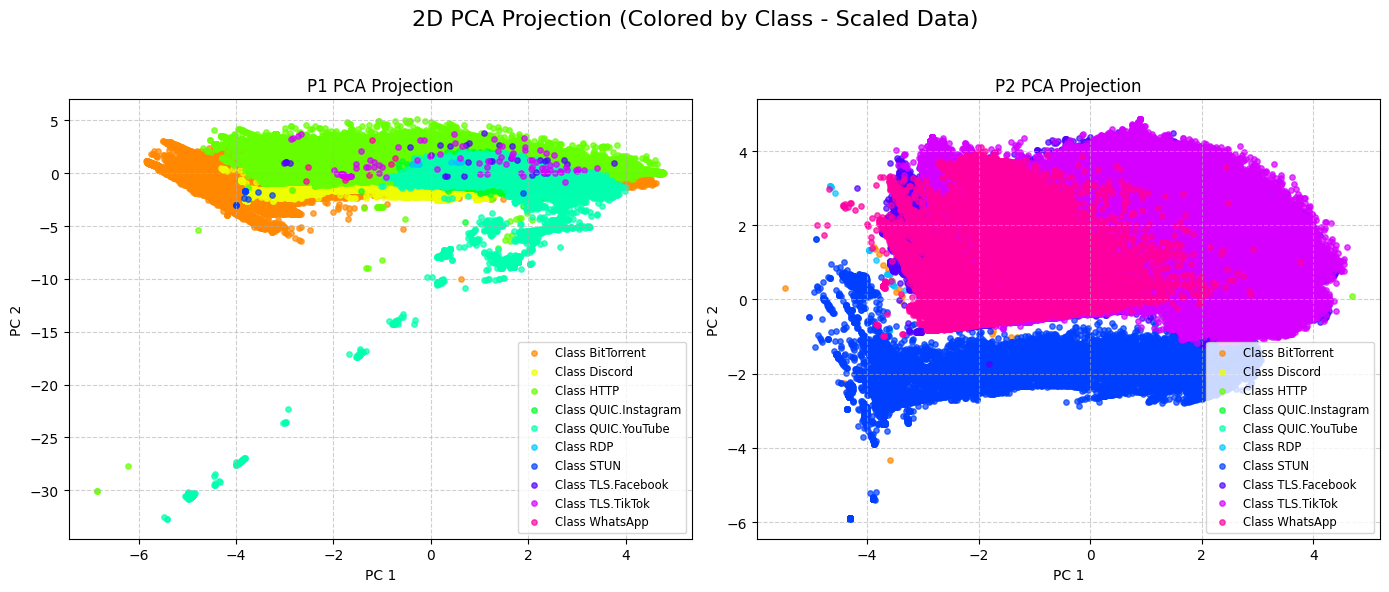 2D PCA Projection (Colored by Class - Scaled Data)
P1 PCA Projection
5
0
−5
−10
−15
−20
−25
−30
PC 2
−6
−4
−2
0
2
4
PC 1
Class BitTorrent
Class Discord
Class HTTP
Class QUIC.Instagram
Class QUIC.YouTube
Class RDP
Class STUN
Class TLS.Facebook
Class TLS.TikTok
Class WhatsApp
P2 PCA Projection
4
2
0
−2
−4
−6
PC 2
−4
−2
0
2
4
PC 1
Class BitTorrent
Class Discord
Class HTTP
Class QUIC.Instagram
Class QUIC.YouTube
Class RDP
Class STUN
Class TLS.Facebook
Class TLS.TikTok
Class WhatsApp